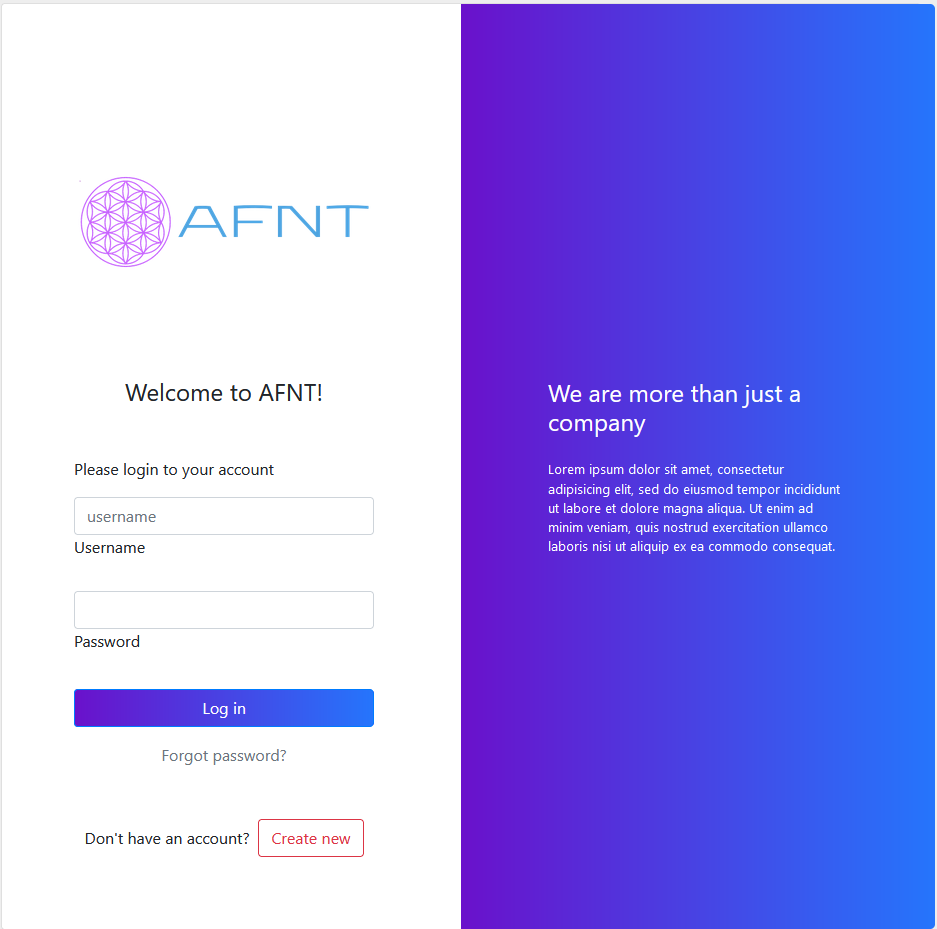 AFNT
Welcome to AFNT!
Please login to your account
username
Username
Password
Log in
Forgot password?
Don't have an account? Create new
We are more than just a
company
Lorem ipsum dolor sit amet, consectetur
adipisicing elit, sed do eiusmod tempor incididunt
ut labore et dolore magna aliqua. Ut enim ad
minim veniam, quis nostrud exercitation ullamco
laboris nisi ut aliquip ex ea commodo consequat.